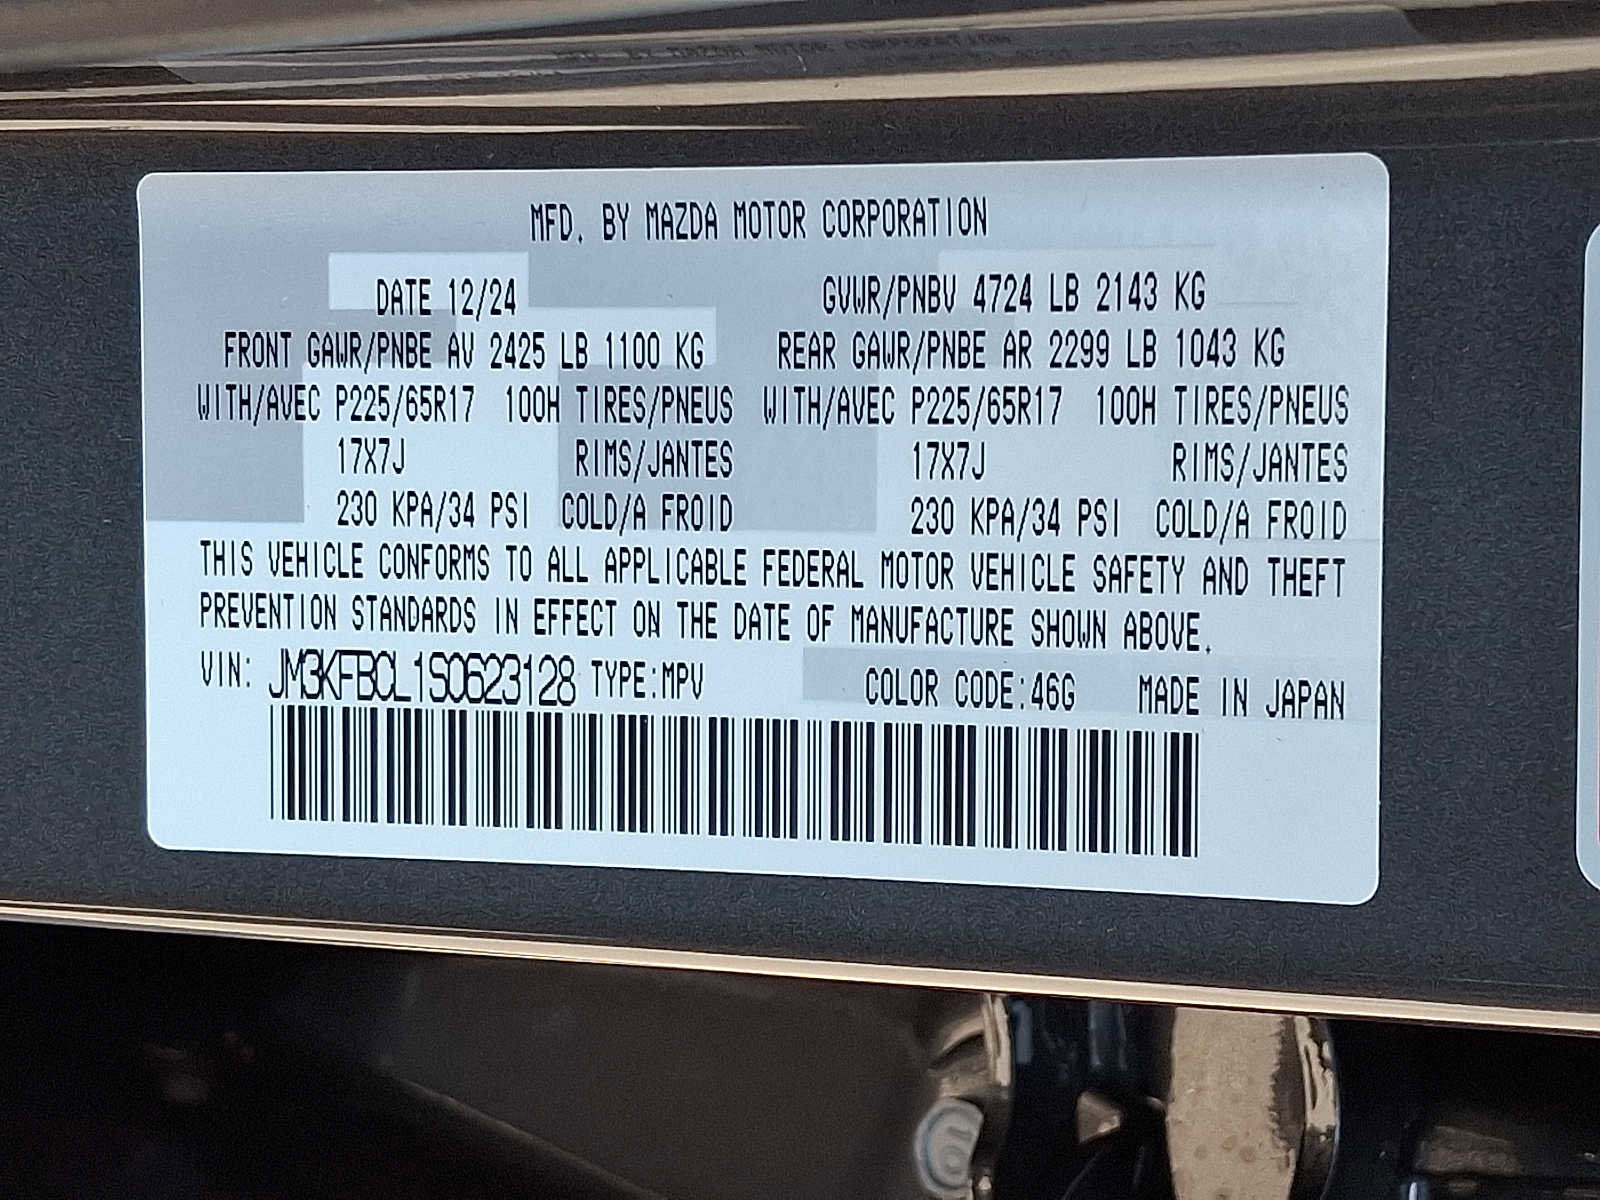 MFD. BY MAZDA MOTOR CORPORATION
DATE 12/24 GVWR/PNBV 4724 LB 2143 KG
FRONT GAWR/PNBE AV 2425 LB 1100 KG REAR GAWR/PNBE AR 2299 LB 1043 KG
WITH/AVEC P225/65R17 100H TIRES/PNEUS WITH/AVEC P225/65R17 100H TIRES/PNEUS
17X7J RIMS/JANTES 17X7J RIMS/JANTES
230 KPA/34 PSI COLD/A FROID 230 KPA/34 PSI COLD/A FROID
THIS VEHICLE CONFORMS TO ALL APPLICABLE FEDERAL MOTOR VEHICLE SAFETY AND THEFT
PREVENTION STANDARDS IN EFFECT ON THE DATE OF MANUFACTURE SHOWN ABOVE.
VIN: JM3KFBCL1S0623128 TYPE:MPV COLOR CODE:46G MADE IN JAPAN